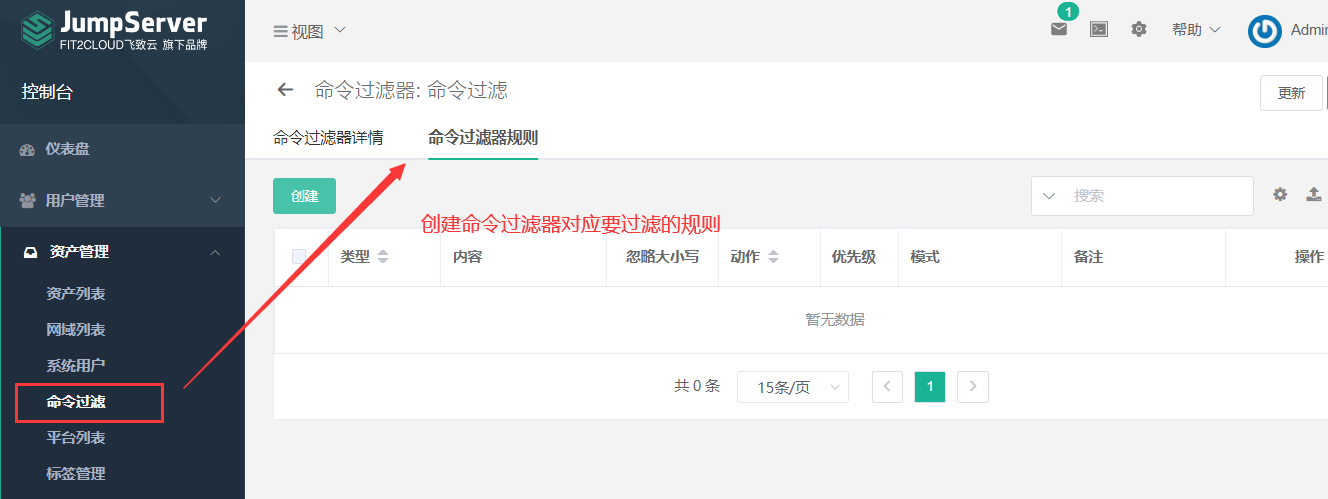 JumpServer
FIT2CLOUD飞致云 旗下品牌
控制台
仪表盘
用户管理
资产管理
资产列表
网域列表
系统用户
命令过滤
平台列表
标签管理
视图
1
帮助
Admin
命令过滤器: 命令过滤
更新
命令过滤器详情
命令过滤器规则
创建
搜索
创建命令过滤器对应要过滤的规则
类型 内容 忽略大小写 动作 优先级 模式 备注 操作
暂无数据
共 0 条 15条/页 1